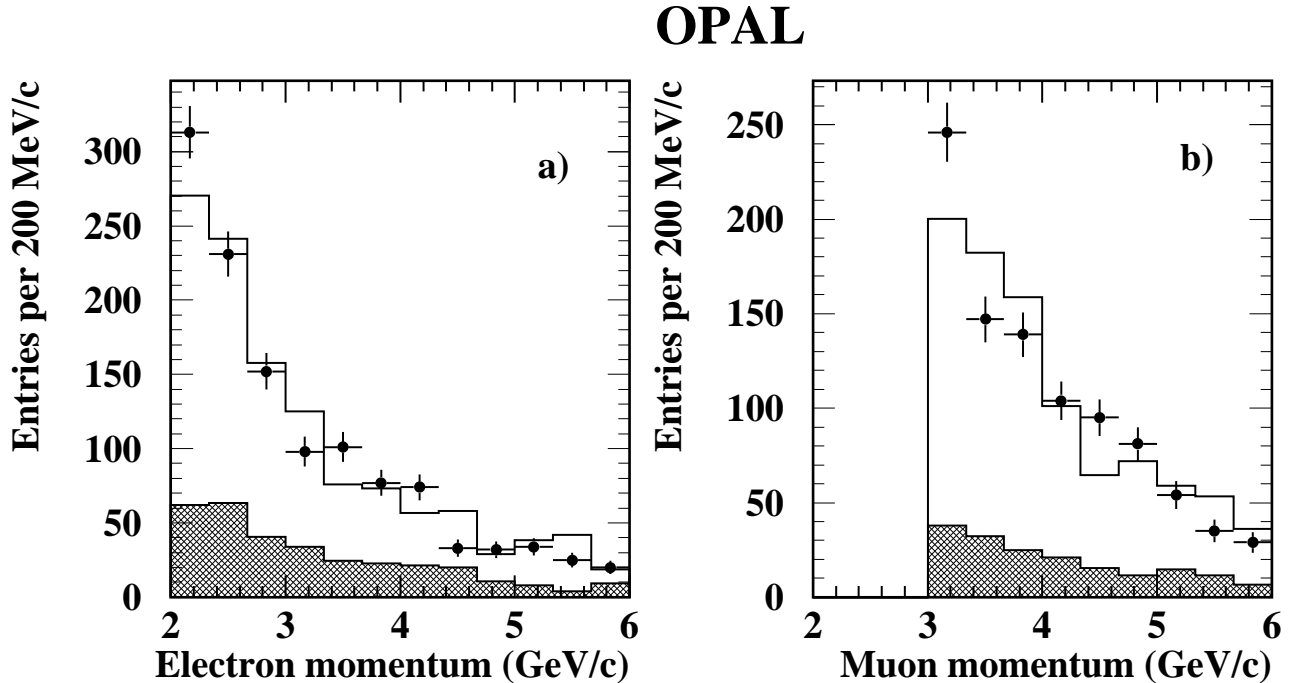 OPAL
Entries per 200 MeV/c
300
250
200
150
100
50
0
a)
2 3 4 5 6
Electron momentum (GeV/c)
Entries per 200 MeV/c
250
200
150
100
50
0
b)
2 3 4 5 6
Muon momentum (GeV/c)